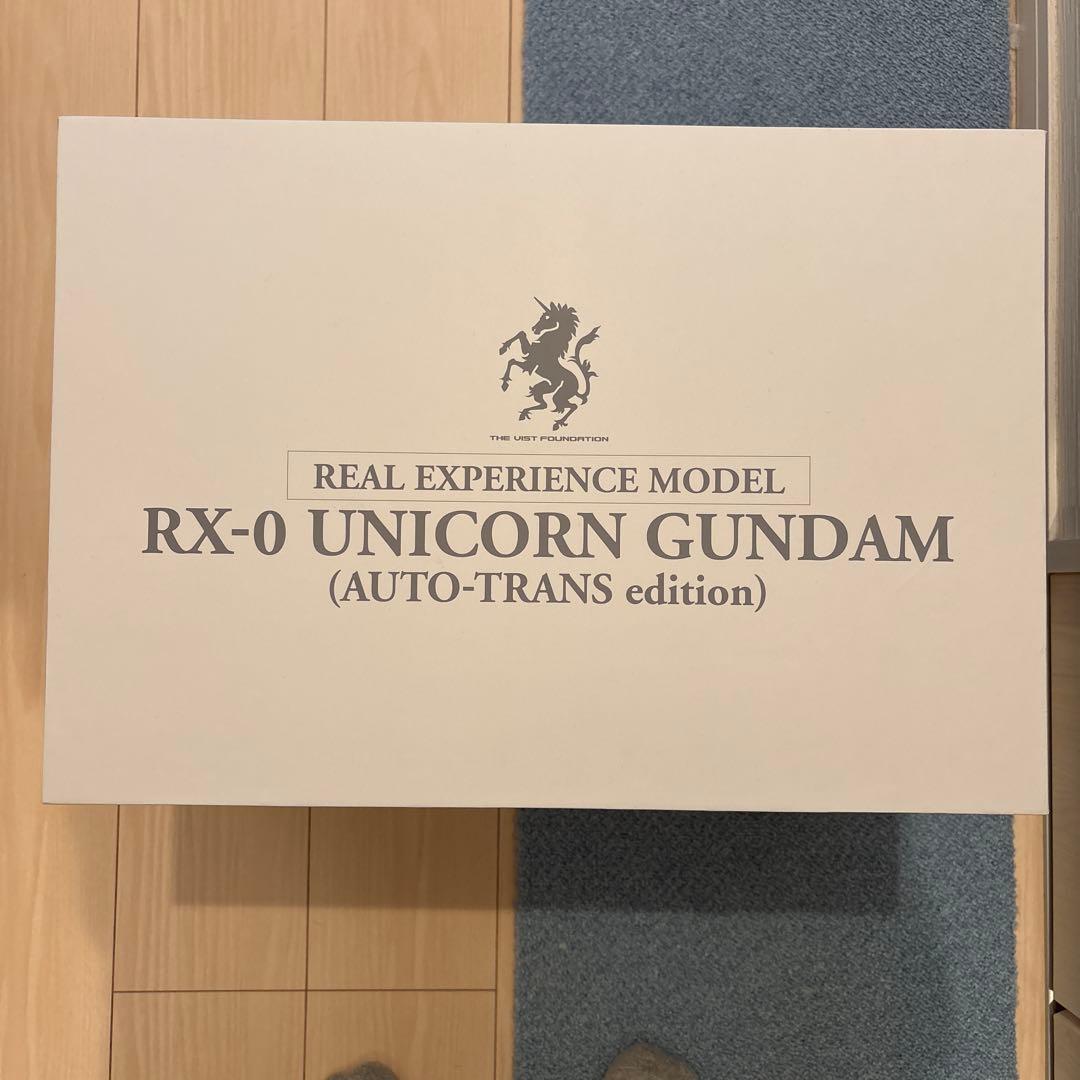 THE VIST FOUNDATION
REAL EXPERIENCE MODEL
RX-0 UNICORN GUNDAM
(AUTO-TRANS edition)